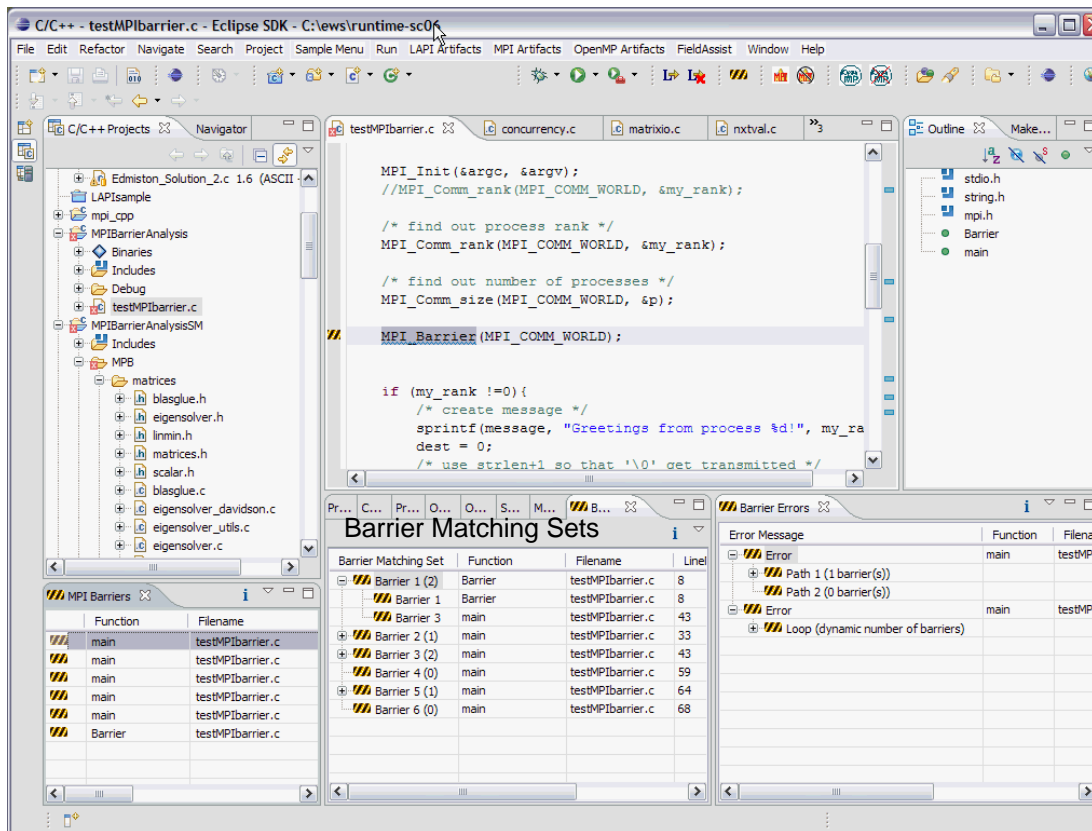 C/C++ - testMPIbarrier.c - Eclipse SDK - C:\ews\runtime-sc06
File Edit Refactor Navigate Search Project Sample Menu Run LAPI Artifacts MPI Artifacts OpenMP Artifacts FieldAssist Window Help
C/C++ Projects
Navigator
Edmiston_Solution_2.c 1.6 (ASCII -
LAPIsample
mpi_cpp
MPIBarrierAnalysis
Binaries
Includes
Debug
testMPIbarrier.c
MPIBarrierAnalysisSM
Includes
MPB
matrices
blasglue.h
eigensolver.h
linmin.h
matrices.h
scalar.h
blasglue.c
eigensolver_davidson.c
eigensolver_utils.c
eigensolver.c
testMPIbarrier.c
concurrency.c
matrixio.c
nxtval.c
»3
MPI_Init(&argc, &argv);
//MPI_Comm_rank(MPI_COMM_WORLD, &my_rank);
/* find out process rank */
MPI_Comm_rank(MPI_COMM_WORLD, &my_rank);
/* find out number of processes */
MPI_Comm_size(MPI_COMM_WORLD, &p);
MPI_Barrier(MPI_COMM_WORLD);
if (my_rank !=0){
/* create message */
sprintf(message, "Greetings from process %d!", my_ra
dest = 0;
/* use strlen+1 so that '\0' get transmitted */
Outline
Make...
stdio.h
string.h
mpi.h
Barrier
main
MPI Barriers
Function Filename
main testMPIbarrier.c
main testMPIbarrier.c
main testMPIbarrier.c
main testMPIbarrier.c
main testMPIbarrier.c
Barrier testMPIbarrier.c
Pr... C... Pr... O... O... S... M... B...
Barrier Matching Sets
Barrier Matching Set Function Filename Linel
Barrier 1 (2) Barrier testMPIbarrier.c 8
Barrier 1 Barrier testMPIbarrier.c 8
Barrier 3 main testMPIbarrier.c 43
Barrier 2 (1) main testMPIbarrier.c 33
Barrier 3 (2) main testMPIbarrier.c 43
Barrier 4 (0) main testMPIbarrier.c 59
Barrier 5 (1) main testMPIbarrier.c 64
Barrier 6 (0) main testMPIbarrier.c 68
Barrier Errors
Error Message Function Filena
Error main testMP
Path 1 (1 barrier(s))
Path 2 (0 barrier(s))
Error main testMP
Loop (dynamic number of barriers)